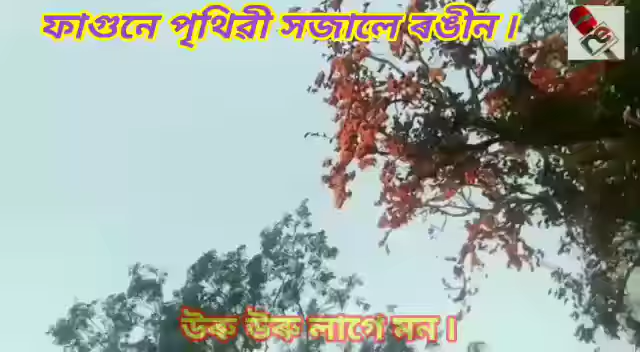 ফাগুনে পৃথিৱী সজালে ৰঙীন ।
উৰু উৰু লাগে মন ।